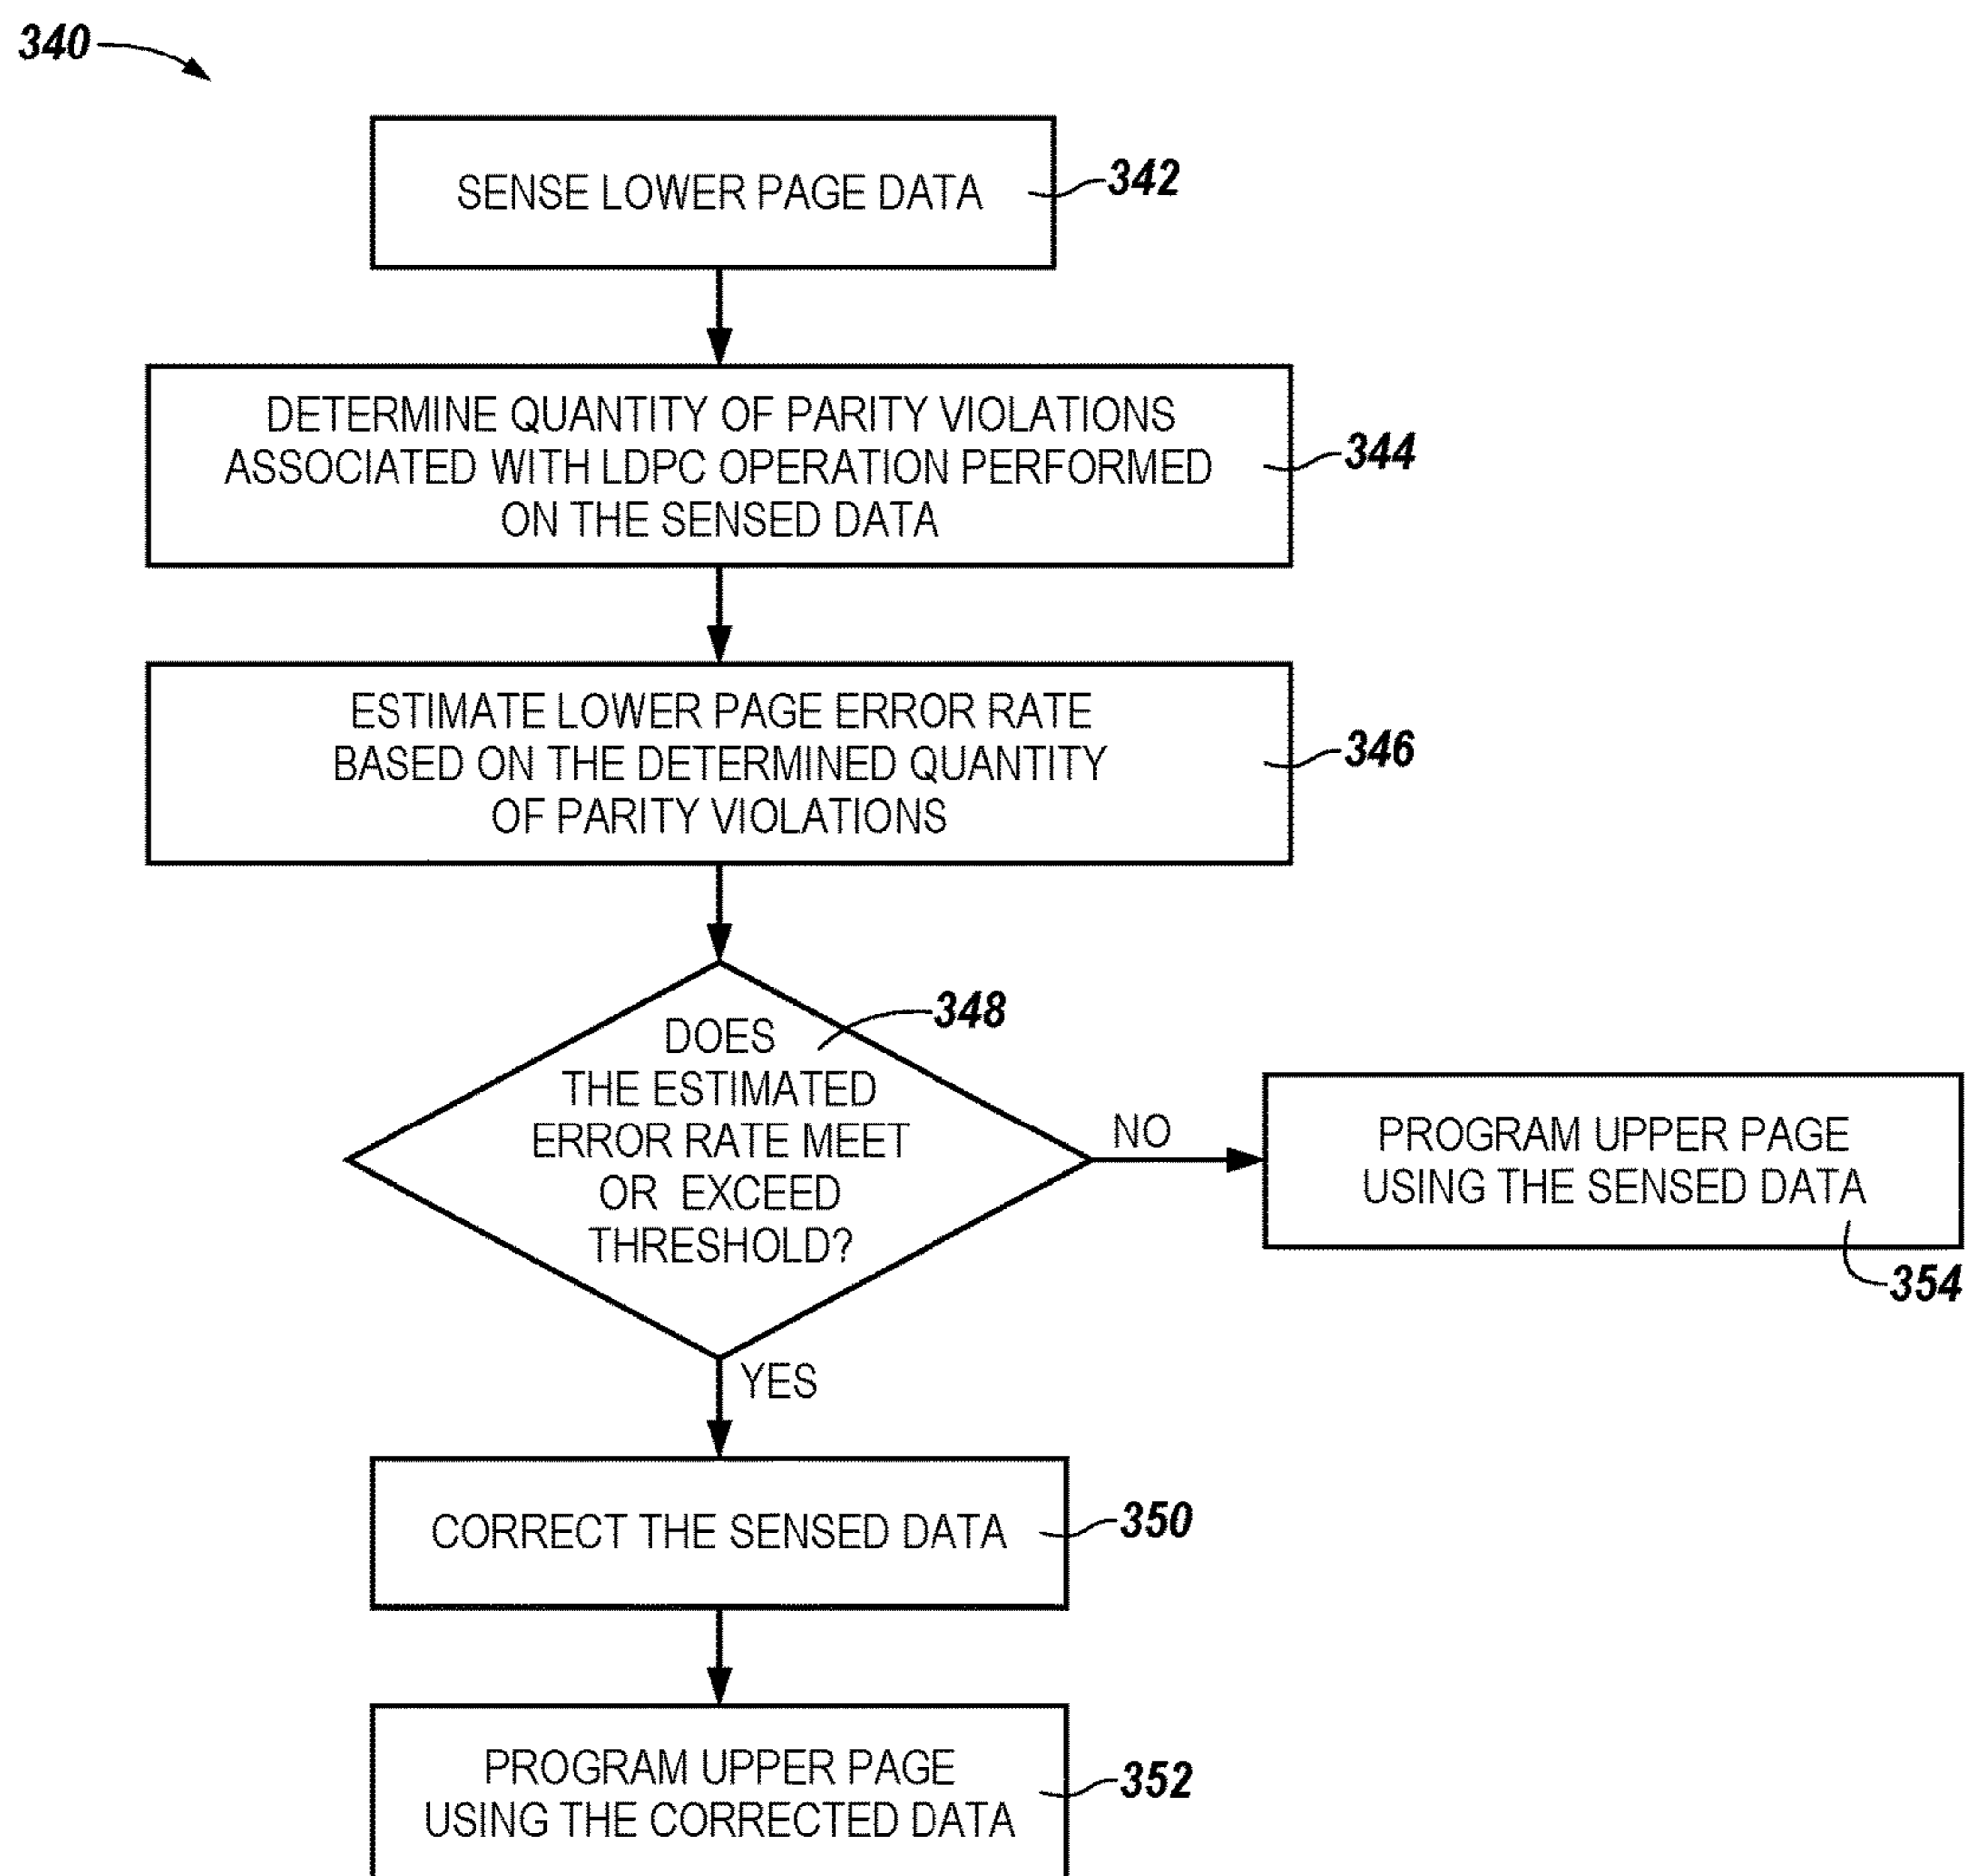 340
SENSE LOWER PAGE DATA
342
DETERMINE QUANTITY OF PARITY VIOLATIONS
ASSOCIATED WITH LDPC OPERATION PERFORMED
ON THE SENSED DATA
344
ESTIMATE LOWER PAGE ERROR RATE
BASED ON THE DETERMINED QUANTITY
OF PARITY VIOLATIONS
346
348
DOES
THE ESTIMATED
ERROR RATE MEET
OR EXCEED
THRESHOLD?
NO
PROGRAM UPPER PAGE
USING THE SENSED DATA
354
YES
CORRECT THE SENSED DATA
350
PROGRAM UPPER PAGE
USING THE CORRECTED DATA
352